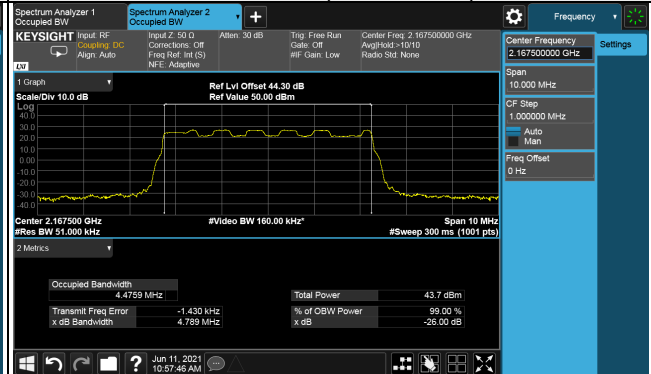 Spectrum Analyzer 1
Occupied BW
Spectrum Analyzer 2
Occupied BW
Frequency
KEYSIGHT
LXI
Input: RF
Coupling: DC
Align: Auto
Input Z: 50 Ω
Corrections: Off
Freq Ref: Int (S)
NFE: Adaptive
Atten: 30 dB
Trig: Free Run
Gate: Off
#IF Gain: Low
Center Freq: 2.167500000 GHz
Avg|Hold:>10/10
Radio Std: None
Center Frequency
2.167500000 GHz
Settings
Span
10.000 MHz
CF Step
1.000000 MHz
Auto
Man
Freq Offset
0 Hz
1 Graph
Scale/Div 10.0 dB
Ref Lvl Offset 44.30 dB
Ref Value 50.00 dBm
Log
40.0
30.0
20.0
10.0
0.00
-10.0
-20.0
-30.0
-40.0
Center 2.167500 GHz
#Video BW 160.00 kHz*
Span 10 MHz
#Res BW 51.000 kHz
#Sweep 300 ms (1001 pts)
2 Metrics
Occupied Bandwidth
4.4759 MHz
Total Power 43.7 dBm
Transmit Freq Error -1.430 kHz
% of OBW Power 99.00 %
x dB Bandwidth 4.789 MHz
x dB -26.00 dB
?
Jun 11, 2021
10:57:46 AM